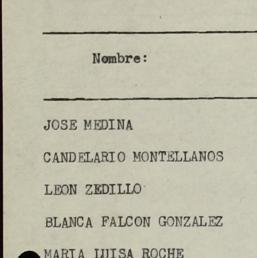 Nombre:
JOSE MEDINA
CANDELARIO MONTELLANOS
LEON ZEDILLO
BLANCA FALCON GONZALEZ
MARIA LUISA ROCHE